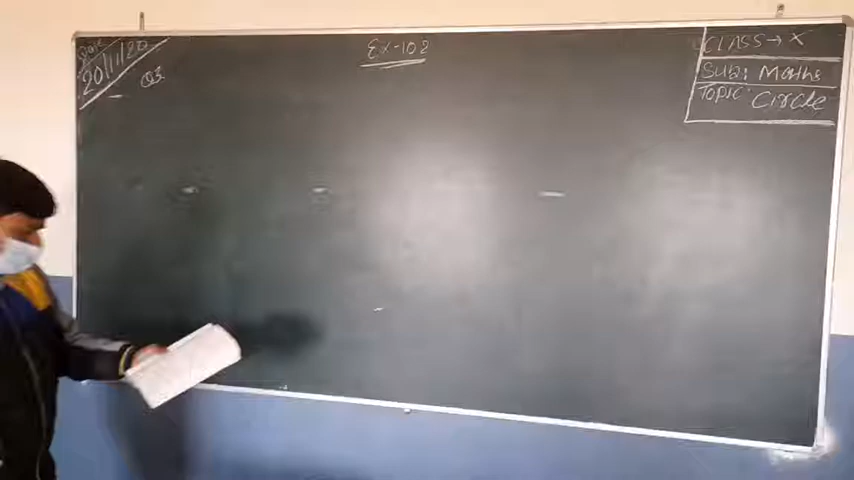 Date
20/11/20
Q3
Ex-10.2
CLASS → X
Sub: Maths
Topic: Circle